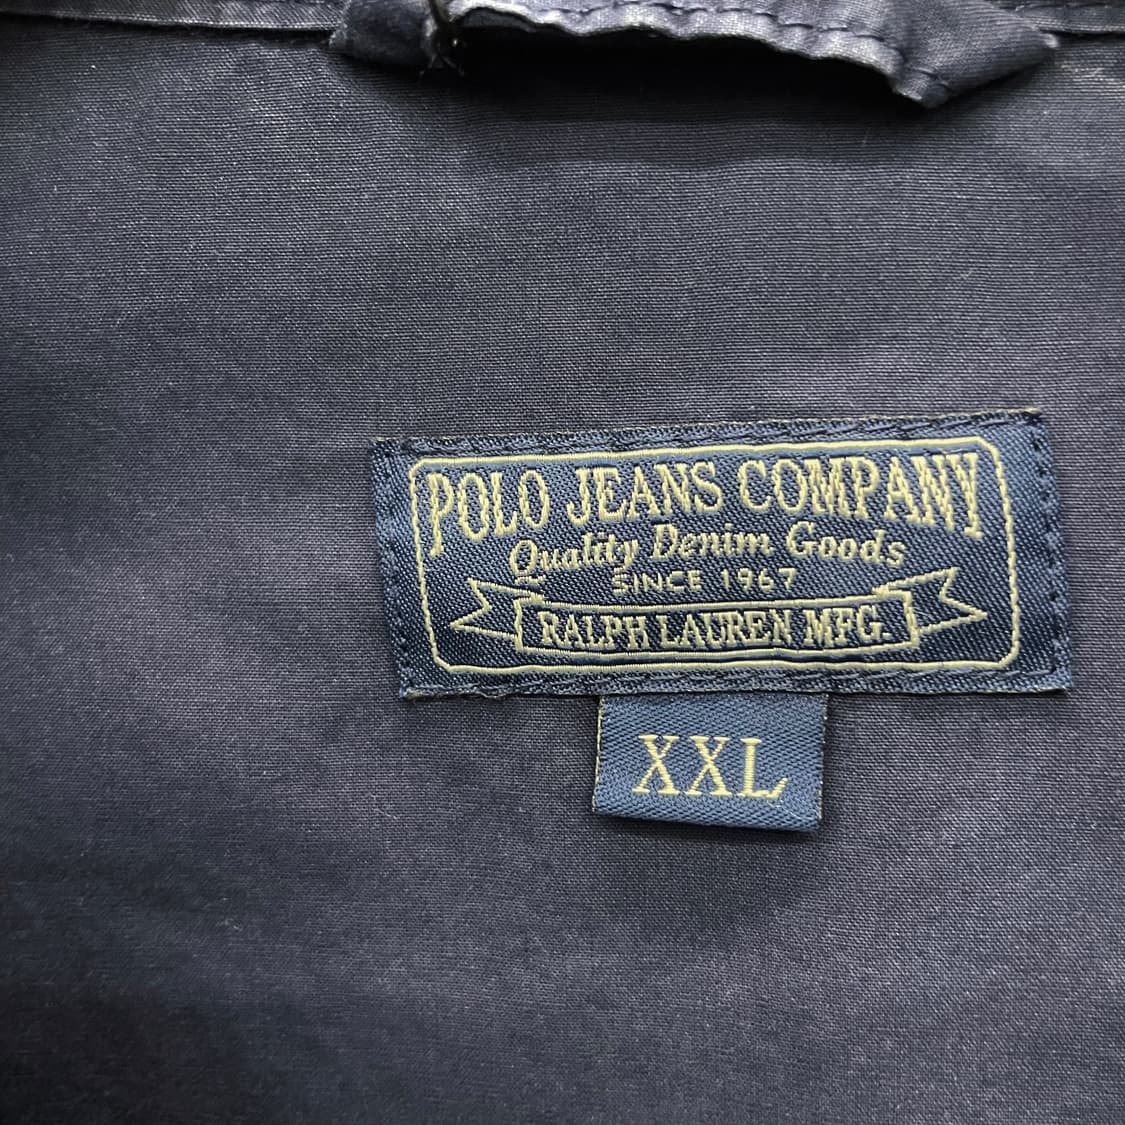 POLO JEANS COMPANY
Quality Denim Goods
SINCE 1967
RALPH LAUREN MFG.
XXL